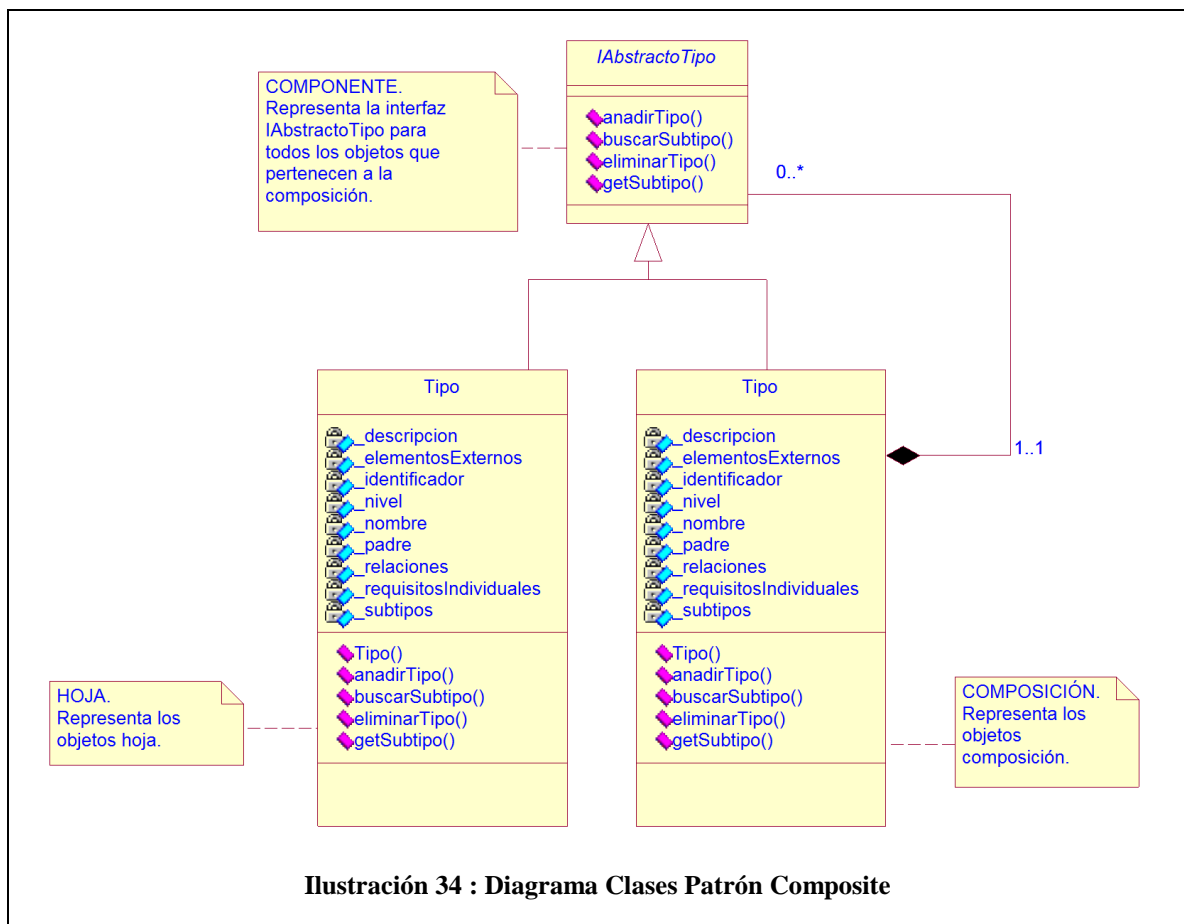 IAbstractoTipo
COMPONENTE.
Representa la interfaz
IAbstractoTipo para
todos los objetos que
pertenecen a la
composición.
anadirTipo()
buscarSubtipo()
eliminarTipo()
getSubtipo()
0..*
Tipo
_descripcion
_elementosExternos
_identificador
_nivel
_nombre
_padre
_relaciones
_requisitosIndividuales
_subtipos
Tipo()
anadirTipo()
buscarSubtipo()
eliminarTipo()
getSubtipo()
Tipo
_descripcion
_elementosExternos
_identificador
_nivel
_nombre
_padre
_relaciones
_requisitosIndividuales
_subtipos
Tipo()
anadirTipo()
buscarSubtipo()
eliminarTipo()
getSubtipo()
1..1
HOJA.
Representa los
objetos hoja.
COMPOSICIÓN.
Representa los
objetos
composición.
Ilustración 34 : Diagrama Clases Patrón Composite